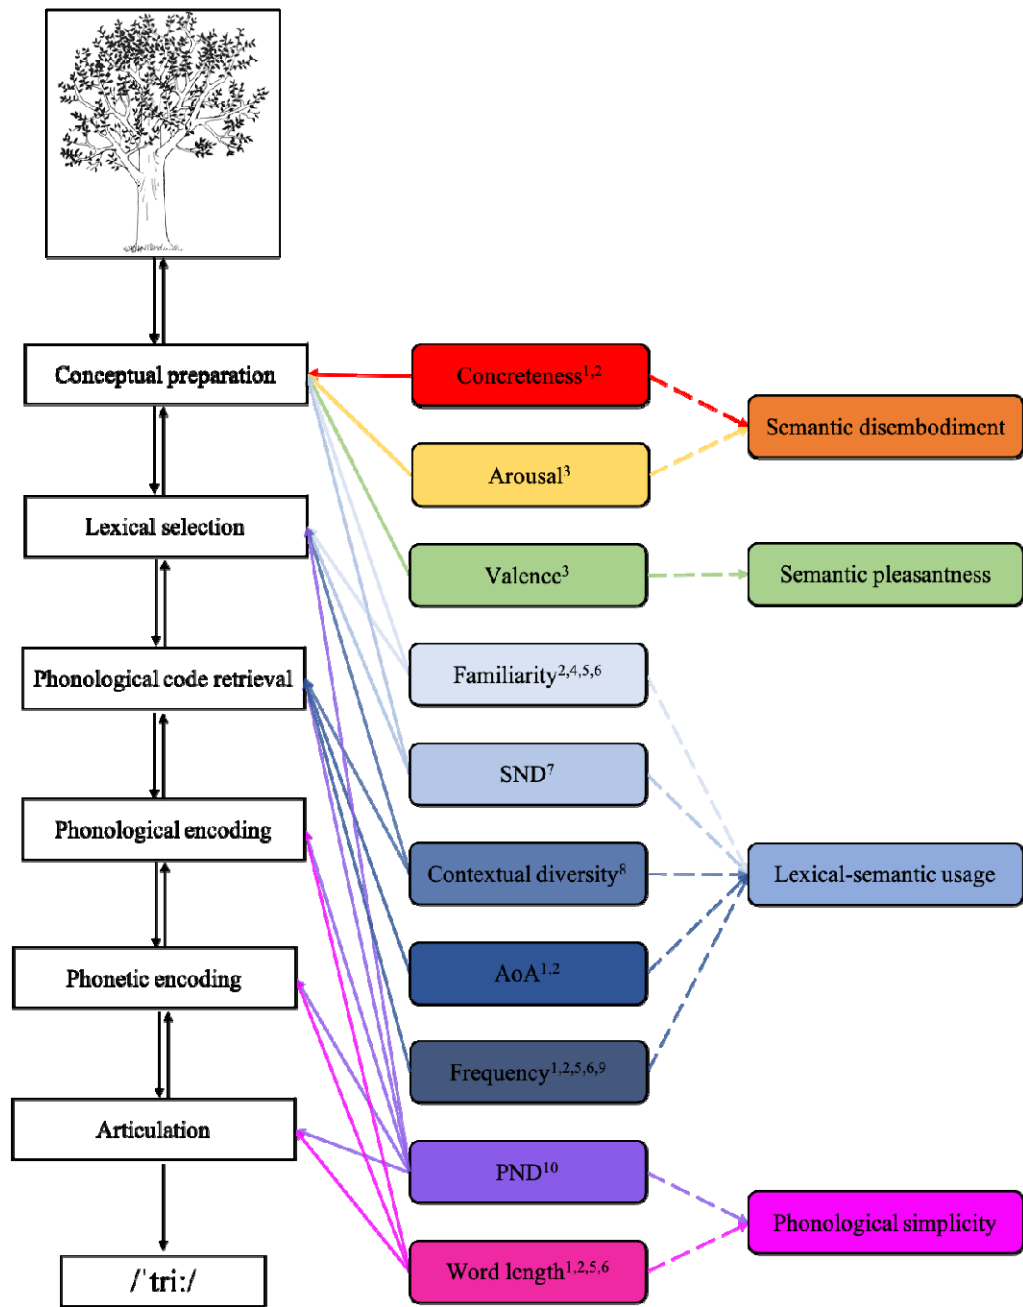 Conceptual preparation
Lexical selection
Phonological code retrieval
Phonological encoding
Phonetic encoding
Articulation
/ˈtriː/
Concreteness1,2
Arousal3
Valence3
Familiarity2,4,5,6
SND7
Contextual diversity8
AoA1,2
Frequency1,2,5,6,9
PND10
Word length1,2,5,6
Semantic disembodiment
Semantic pleasantness
Lexical-semantic usage
Phonological simplicity